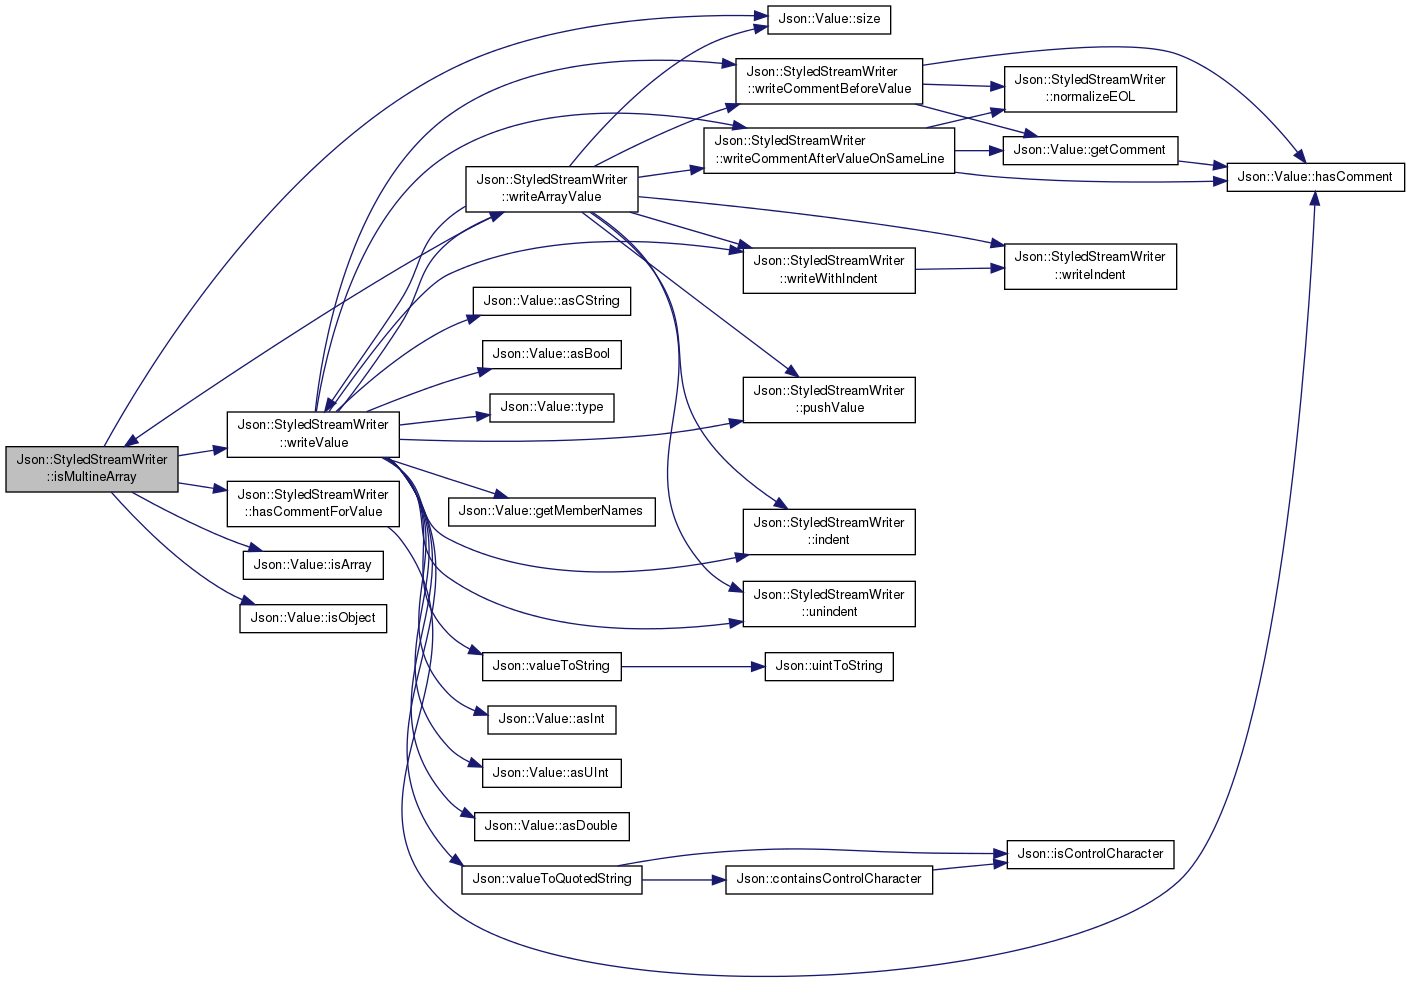 Json::Value::size
Json::StyledStreamWriter
::writeCommentBeforeValue
Json::StyledStreamWriter
::normalizeEOL
Json::StyledStreamWriter
::writeCommentAfterValueOnSameLine
Json::Value::getComment
Json::Value::hasComment
Json::StyledStreamWriter
::writeArrayValue
Json::StyledStreamWriter
::writeWithIndent
Json::StyledStreamWriter
::writeIndent
Json::Value::asCString
Json::Value::asBool
Json::Value::type
Json::StyledStreamWriter
::pushValue
Json::StyledStreamWriter
::writeValue
Json::StyledStreamWriter
::isMultineArray
Json::StyledStreamWriter
::hasCommentForValue
Json::Value::getMemberNames
Json::StyledStreamWriter
::indent
Json::Value::isArray
Json::StyledStreamWriter
::unindent
Json::Value::isObject
Json::valueToString
Json::uintToString
Json::Value::asInt
Json::Value::asUInt
Json::Value::asDouble
Json::isControlCharacter
Json::valueToQuotedString
Json::containsControlCharacter